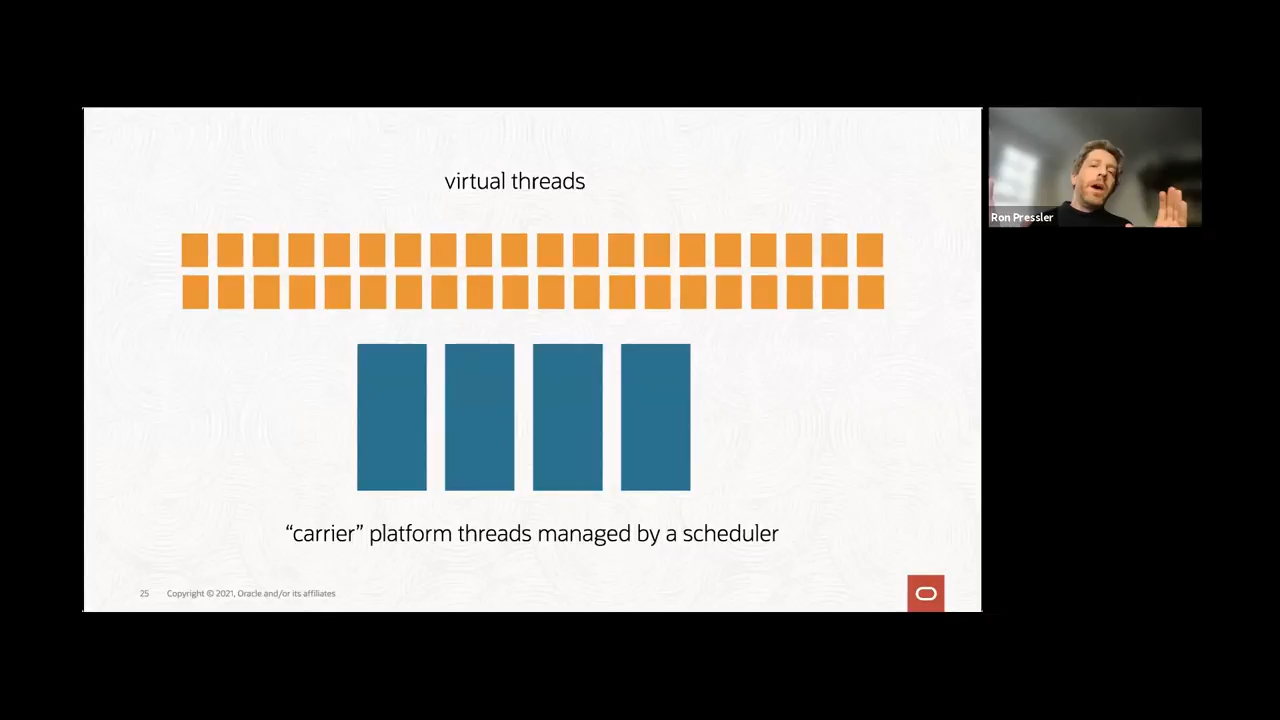 virtual threads
Ron Pressler
“carrier” platform threads managed by a scheduler
25 Copyright © 2021, Oracle and/or its affiliates